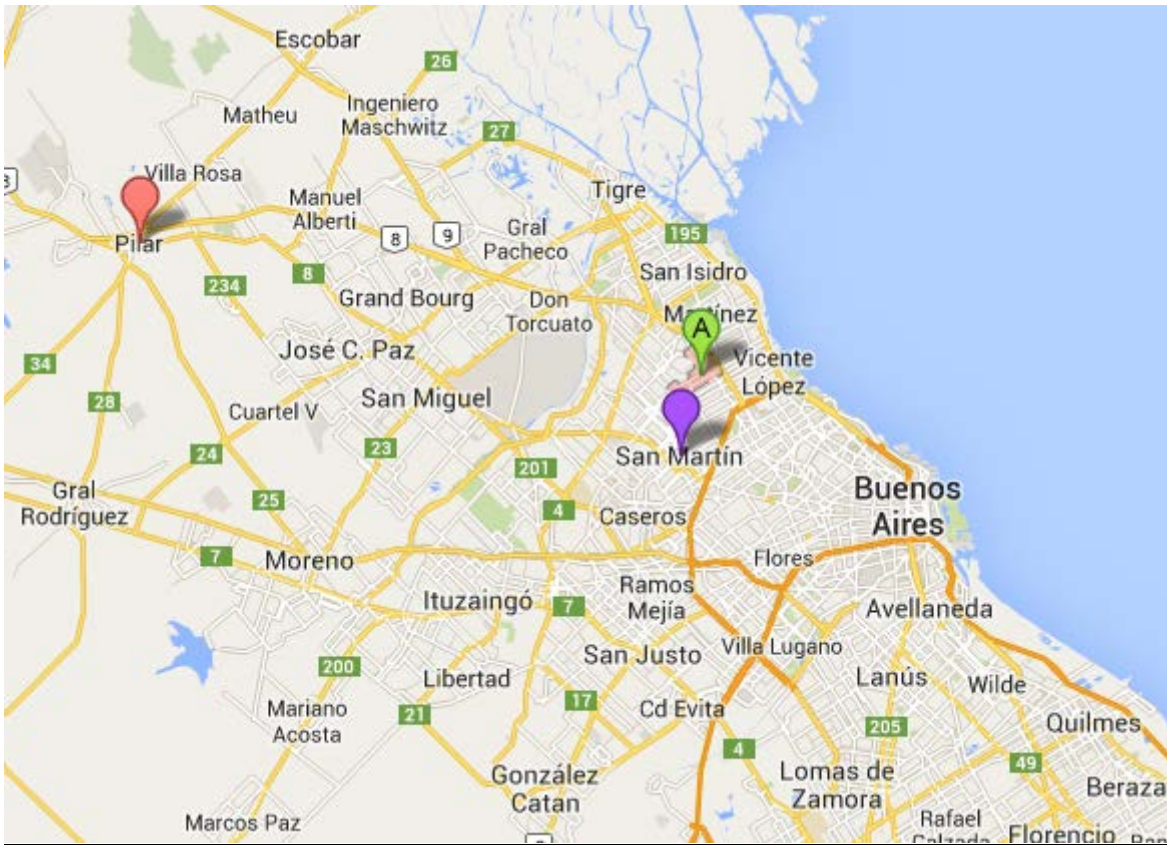 Escobar
26
Ingeniero
Maschwitz
Matheu
27
Villa Rosa
Tigre
Manuel
Alberti
Pilar
8
9
Gral
Pacheco
195
San Isidro
234
8
Grand Bourg
Don
Torcuato
Martínez
A
José C. Paz
Vicente
López
34
28
Cuartel V
San Miguel
23
24
201
San Martín
Gral
Rodríguez
25
4
Caseros
Buenos
Aires
7
Moreno
Flores
Ituzaingó
7
Ramos
Mejía
Avellaneda
200
Libertad
San Justo
Villa Lugano
Lanús
Wilde
Mariano
Acosta
21
17
Cd Evita
205
Quilmes
4
49
González
Catan
Lomas de
Zamora
Marcos Paz
Rafael
Florencio